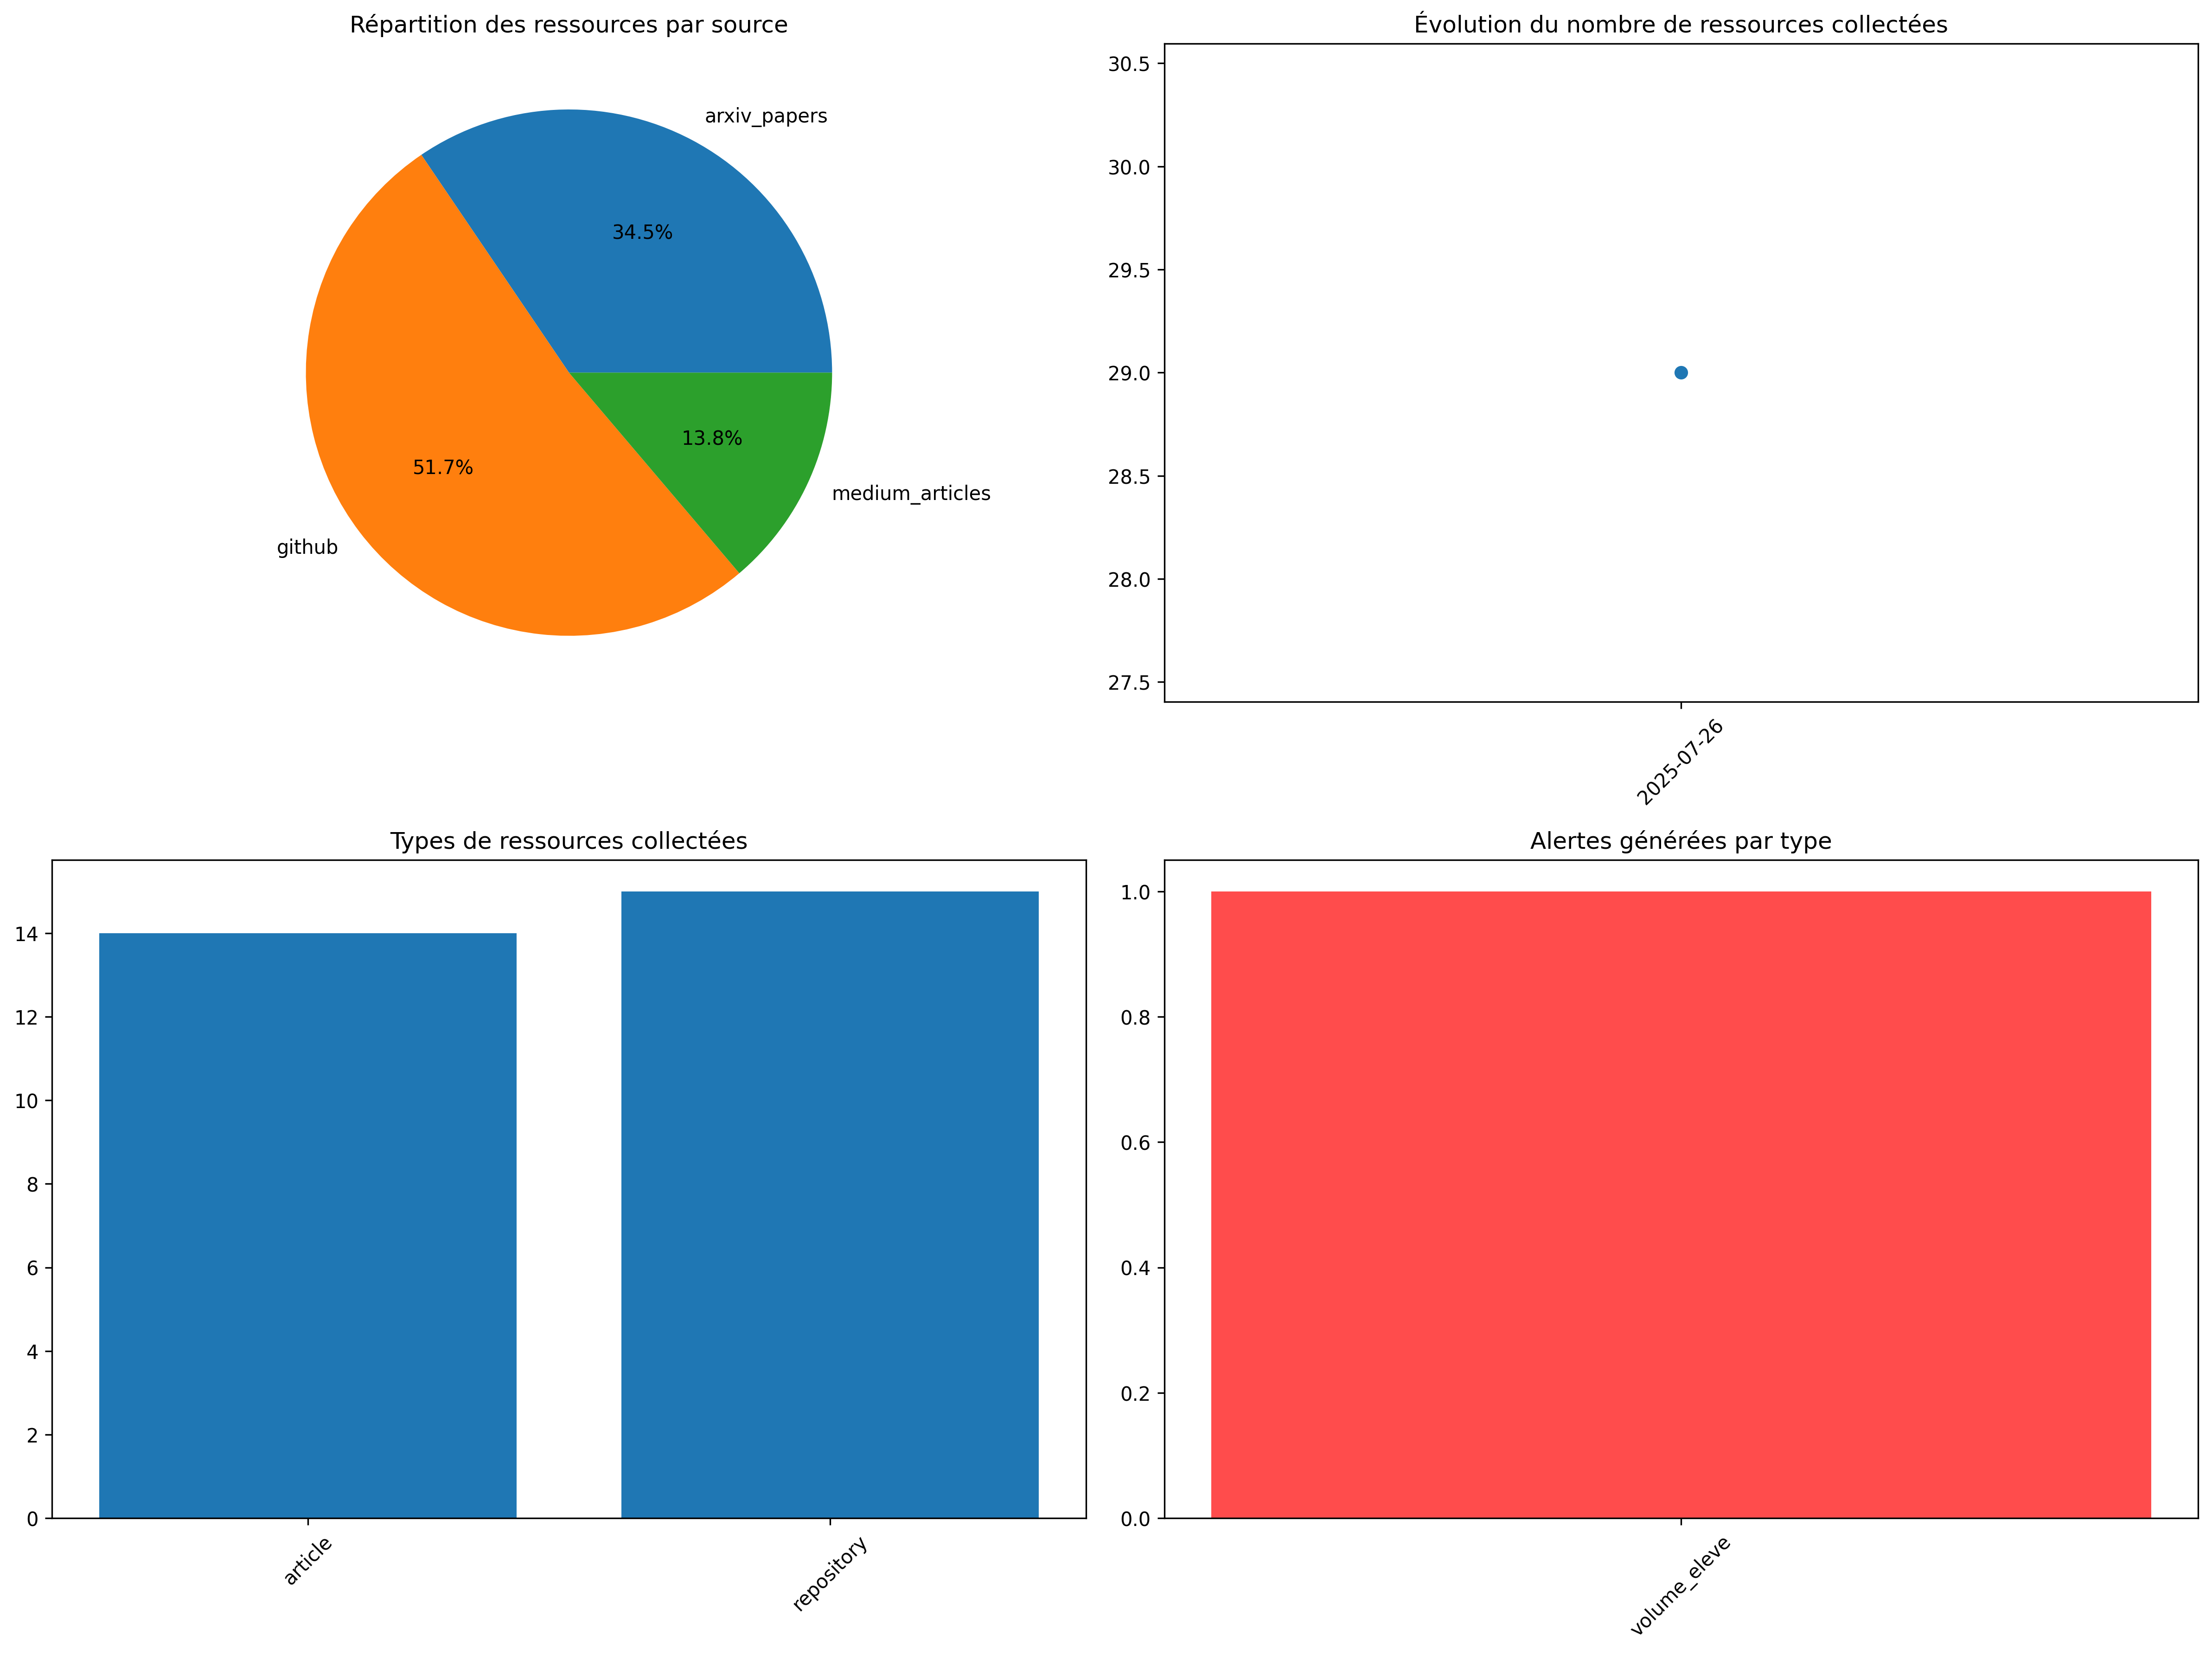 Répartition des ressources par source
arxiv_papers
34.5%
13.8%
51.7%
medium_articles
github
Évolution du nombre de ressources collectées
30.5
30.0
29.5
29.0
28.5
28.0
27.5
2025-07-26
Types de ressources collectées
14
12
10
8
6
4
2
0
article
repository
Alertes générées par type
1.0
0.8
0.6
0.4
0.2
0.0
volume_eleve